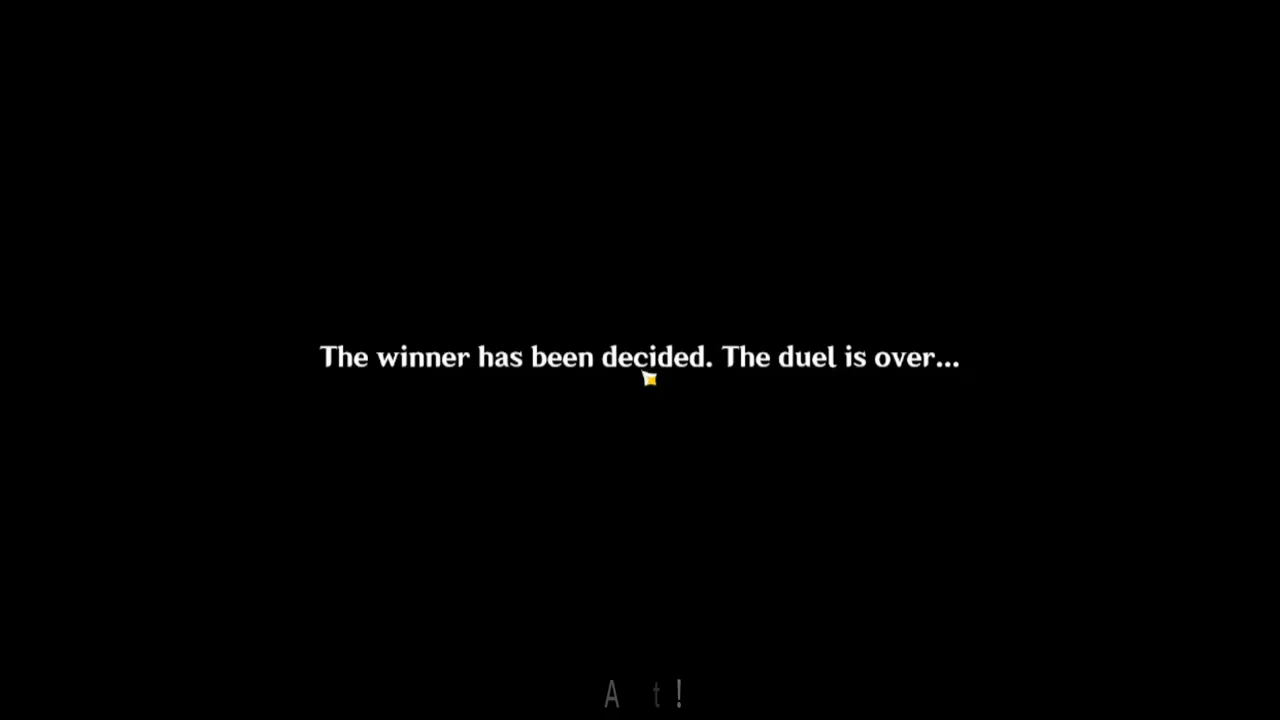 The winner has been decided. The duel is over...